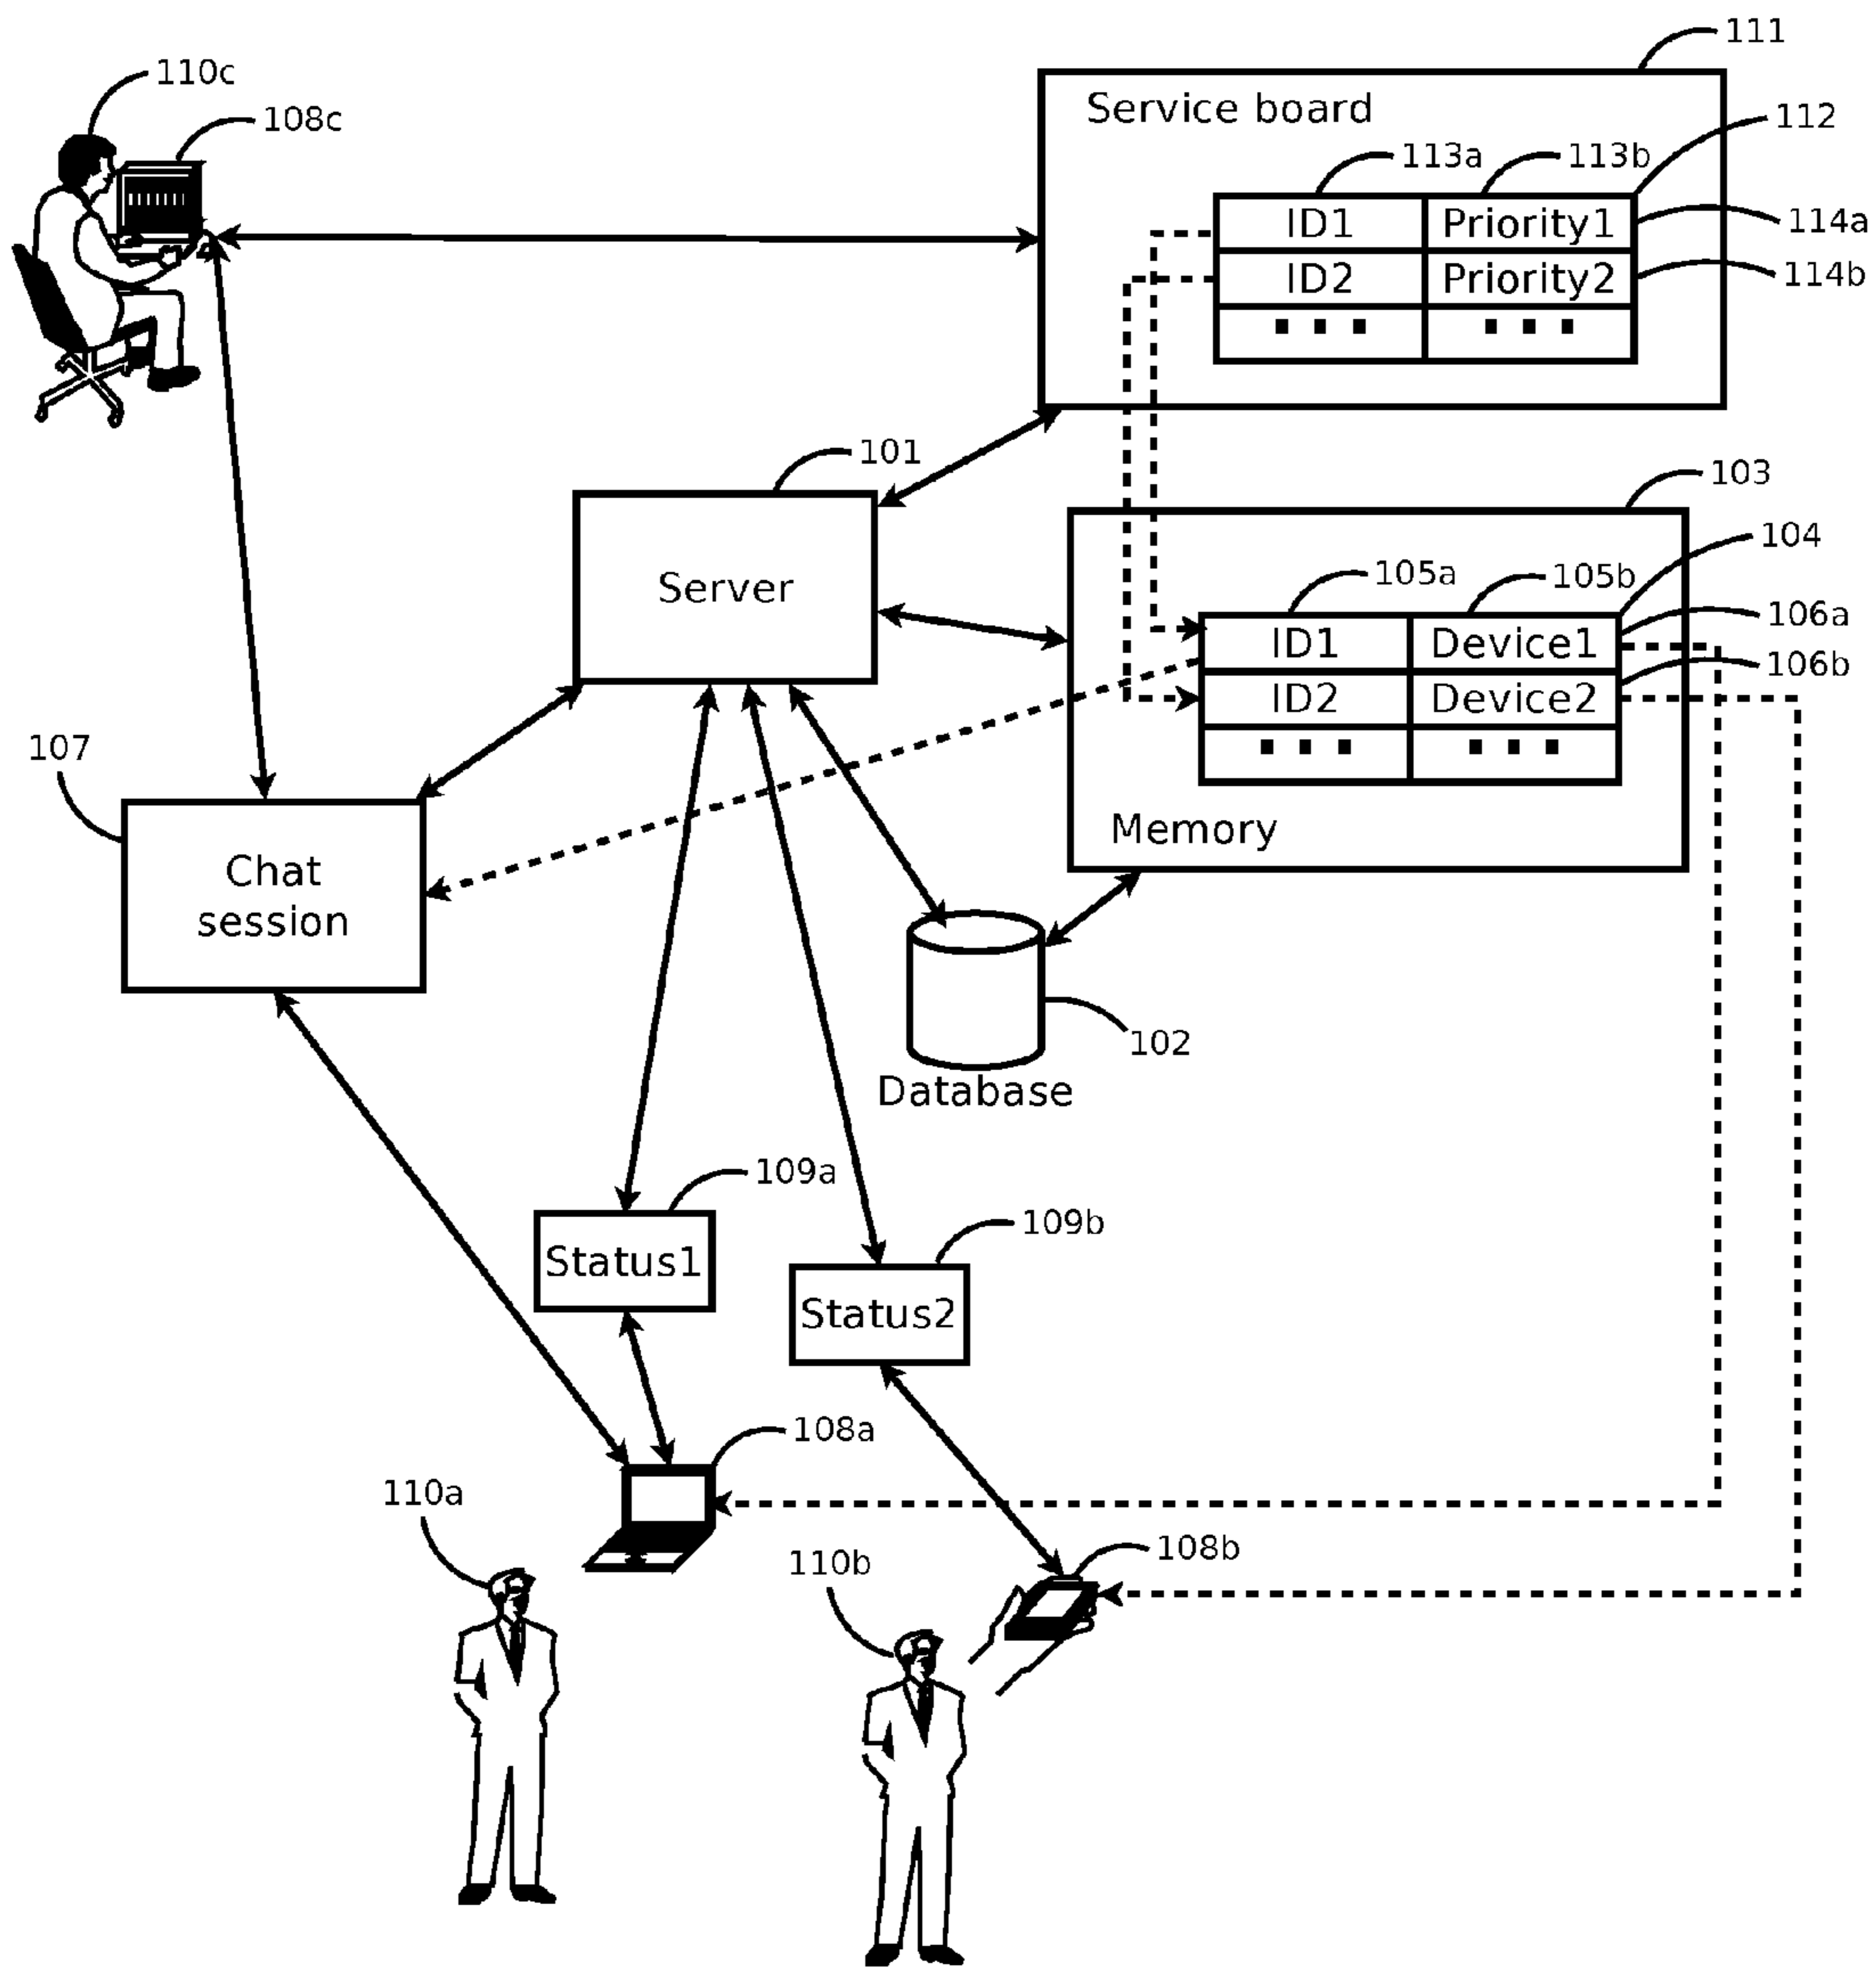 111
110c
108c
Service board
112
113a
113b
ID1
Priority1
114a
ID2
Priority2
114b
▪ ▪ ▪
▪ ▪ ▪
101
103
104
Server
105a
105b
106a
ID1
Device1
106b
ID2
Device2
▪ ▪ ▪
▪ ▪ ▪
107
Memory
Chat
session
102
Database
109a
109b
Status1
Status2
108a
110a
108b
110b